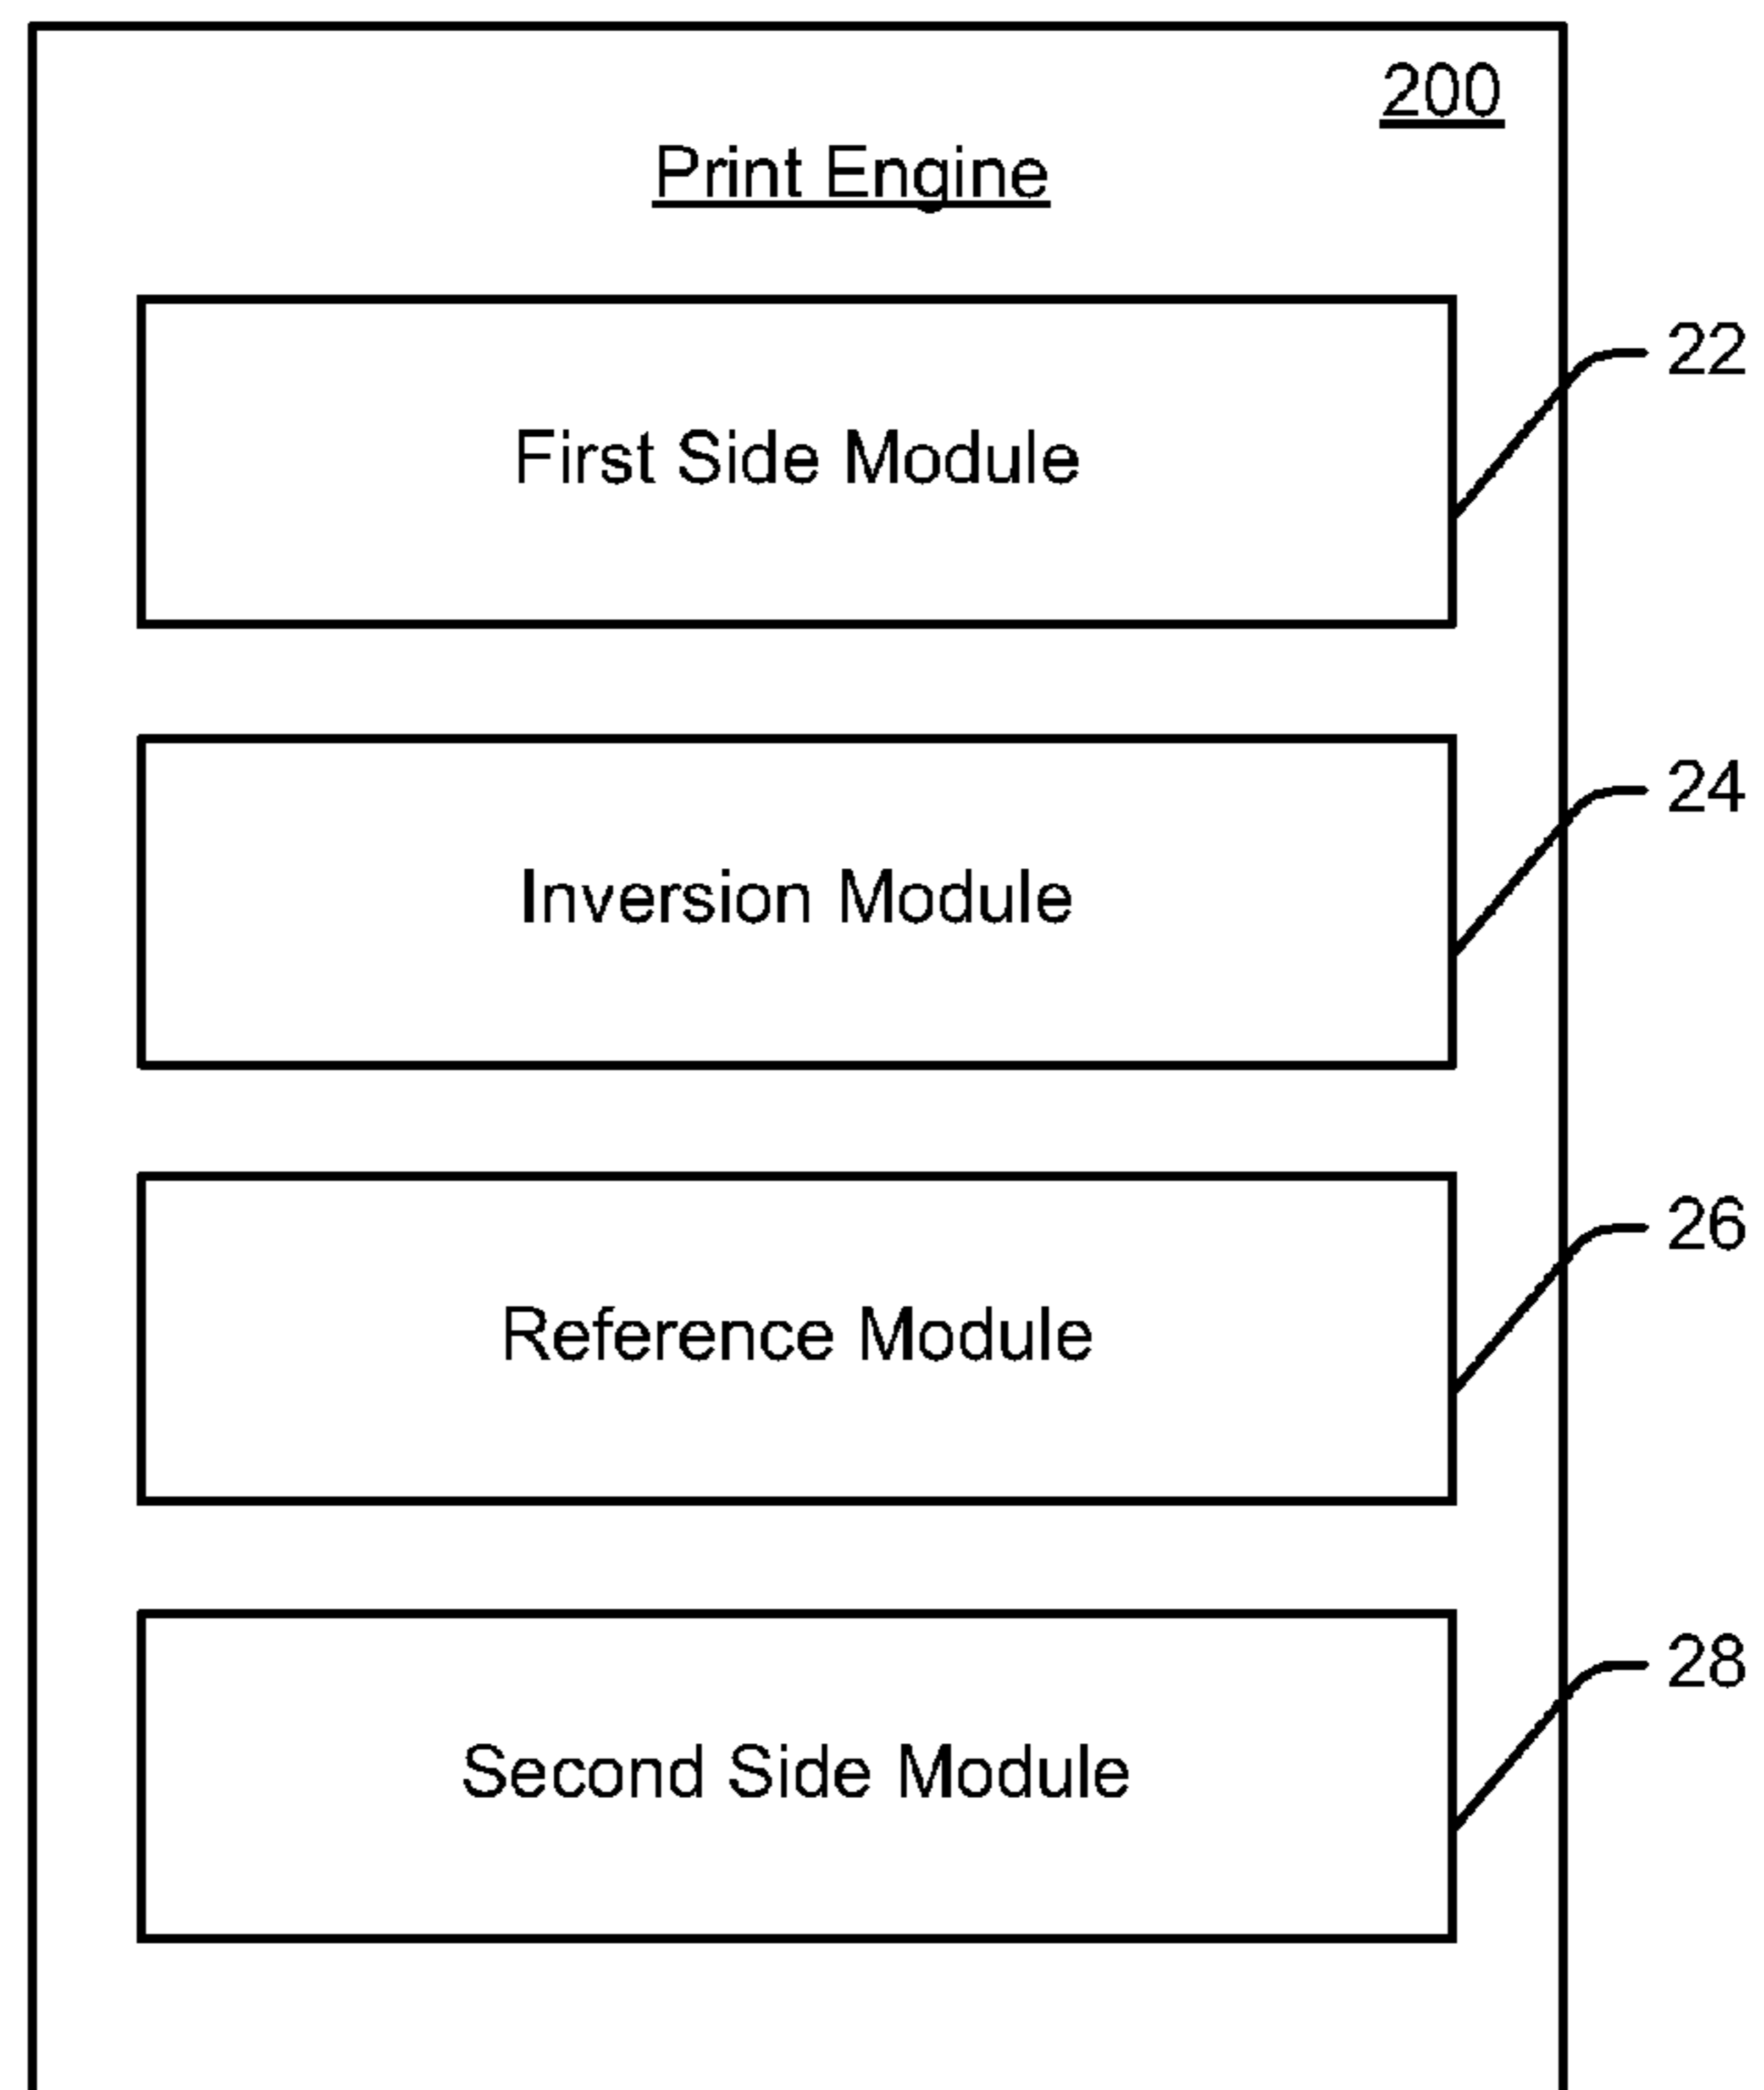 200
Print Engine
22
First Side Module
24
Inversion Module
26
Reference Module
28
Second Side Module